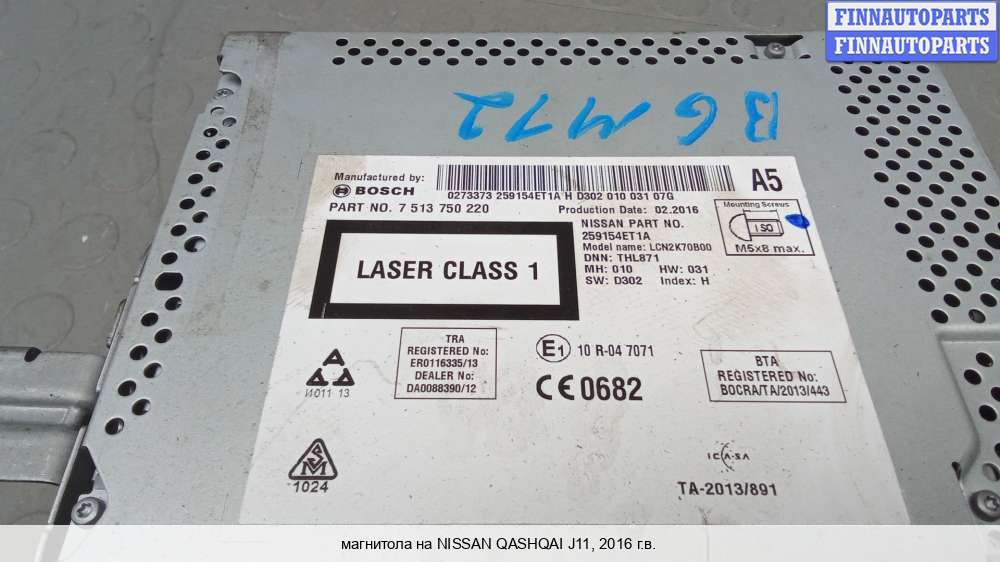 FINNAUTOPARTS
FINNAUTOPARTS
B6 M72
Manufactured by:
BOSCH
0273373 259154ET1A H D302 010 031 07G
A5
PART NO. 7 513 750 220
Production Date: 02.2016
NISSAN PART NO.
259154ET1A
Model name: LCN2K70B00
DNN: THL871
MH: 010 HW: 031
SW: D302 Index: H
Mounting Screws
ISO
M5x8 max.
LASER CLASS 1
TRA
REGISTERED No:
ER0116335/13
DEALER No:
DA0088390/12
E1 10 R-04 7071
CE 0682
BTA
REGISTERED No:
BOCRA/TA/2013/443
И011 13
1024
ICASA
TA-2013/891
магнитола на NISSAN QASHQAI J11, 2016 г.в.